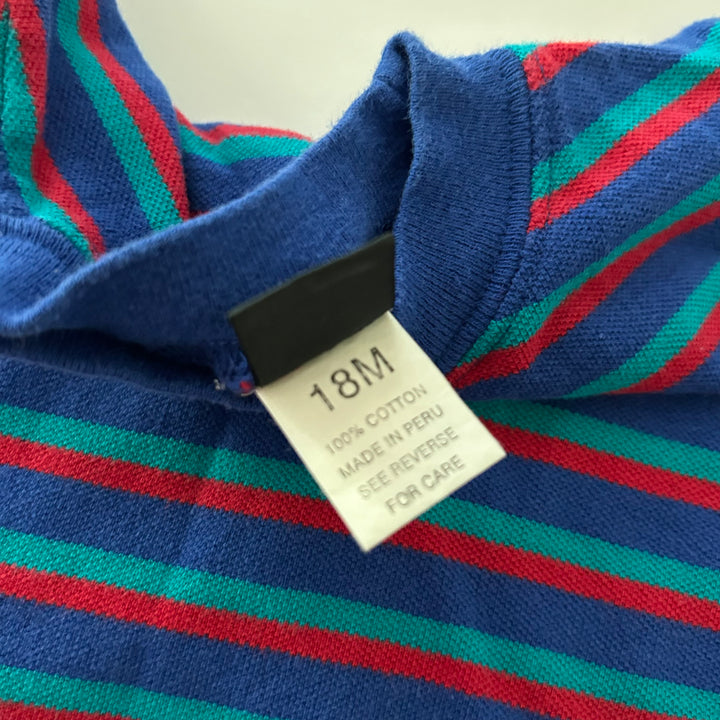 18M
100% COTTON
MADE IN PERU
SEE REVERSE
FOR CARE